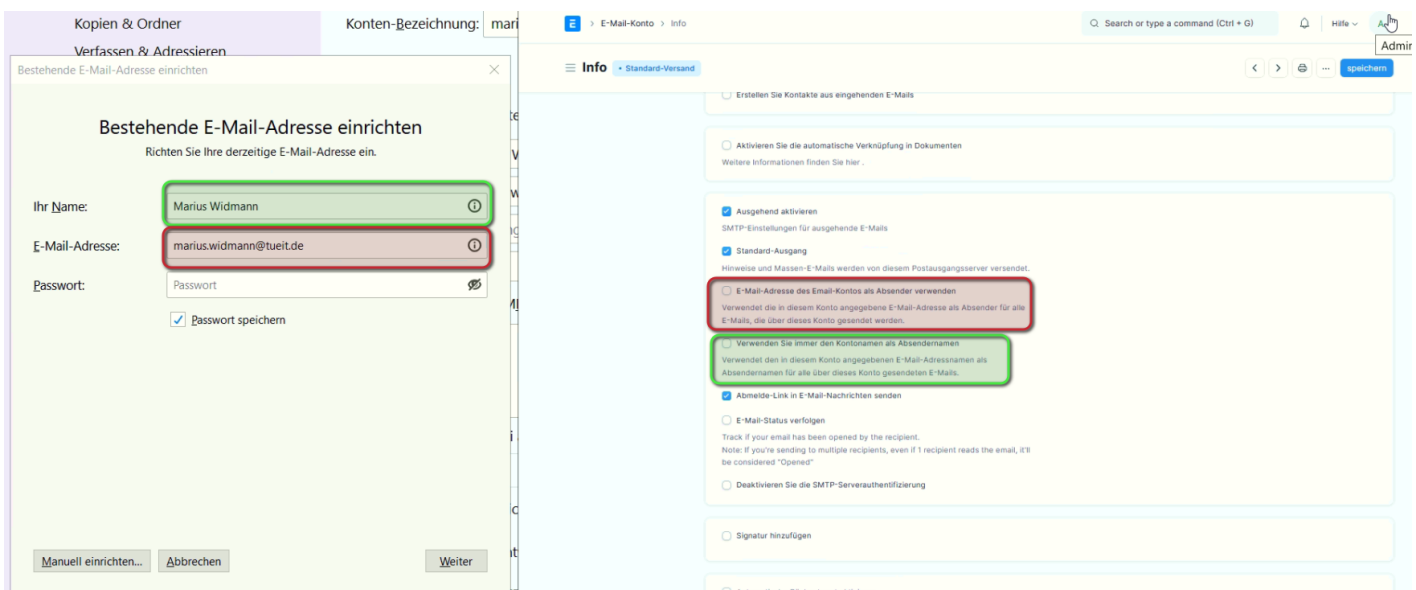 Kopien & Ordner
Verfassen & Adressieren
Konten-Bezeichnung:
mari
Bestehende E-Mail-Adresse einrichten
Bestehende E-Mail-Adresse einrichten
Richten Sie Ihre derzeitige E-Mail-Adresse ein.
Ihr Name:
Marius Widmann
E-Mail-Adresse:
marius.widmann@tueit.de
Passwort:
Passwort
Passwort speichern
Manuell einrichten...
Abbrechen
Weiter
E
> E-Mail-Konto > Info
Search or type a command (Ctrl + G)
Hilfe
Admin
Info
• Standard-Versand
...
speichern
Erstellen Sie Kontakte aus eingehenden E-Mails
Aktivieren Sie die automatische Verknüpfung in Dokumenten
Weitere Informationen finden Sie hier .
Ausgehend aktivieren
SMTP-Einstellungen für ausgehende E-Mails
Standard-Ausgang
Hinweise und Massen-E-Mails werden von diesem Postausgangsserver versendet.
E-Mail-Adresse des Email-Kontos als Absender verwenden
Verwendet die in diesem Konto angegebene E-Mail-Adresse als Absender für alle
E-Mails, die über dieses Konto gesendet werden.
Verwenden Sie immer den Kontonamen als Absendernamen
Verwendet den in diesem Konto angegebenen E-Mail-Adressnamen als
Absendernamen für alle über dieses Konto gesendeten E-Mails.
Abmelde-Link in E-Mail-Nachrichten senden
E-Mail-Status verfolgen
Track if your email has been opened by the recipient.
Note: If you're sending to multiple recipients, even if 1 recipient reads the email, it'll
be considered "Opened"
Deaktivieren Sie die SMTP-Serverauthentifizierung
Signatur hinzufügen